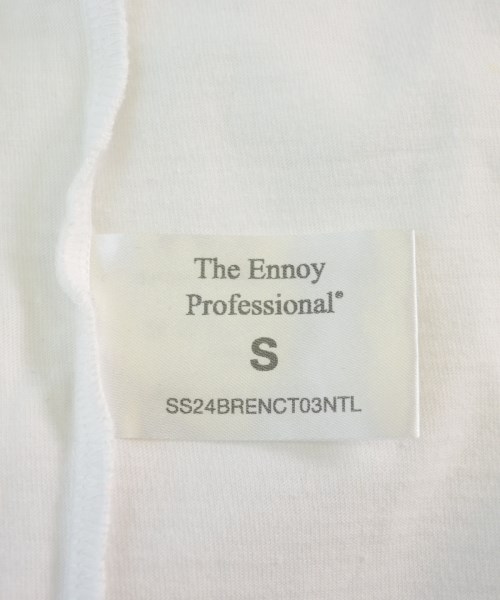 The Ennoy
Professional®
S
SS24BRENCT03NTL